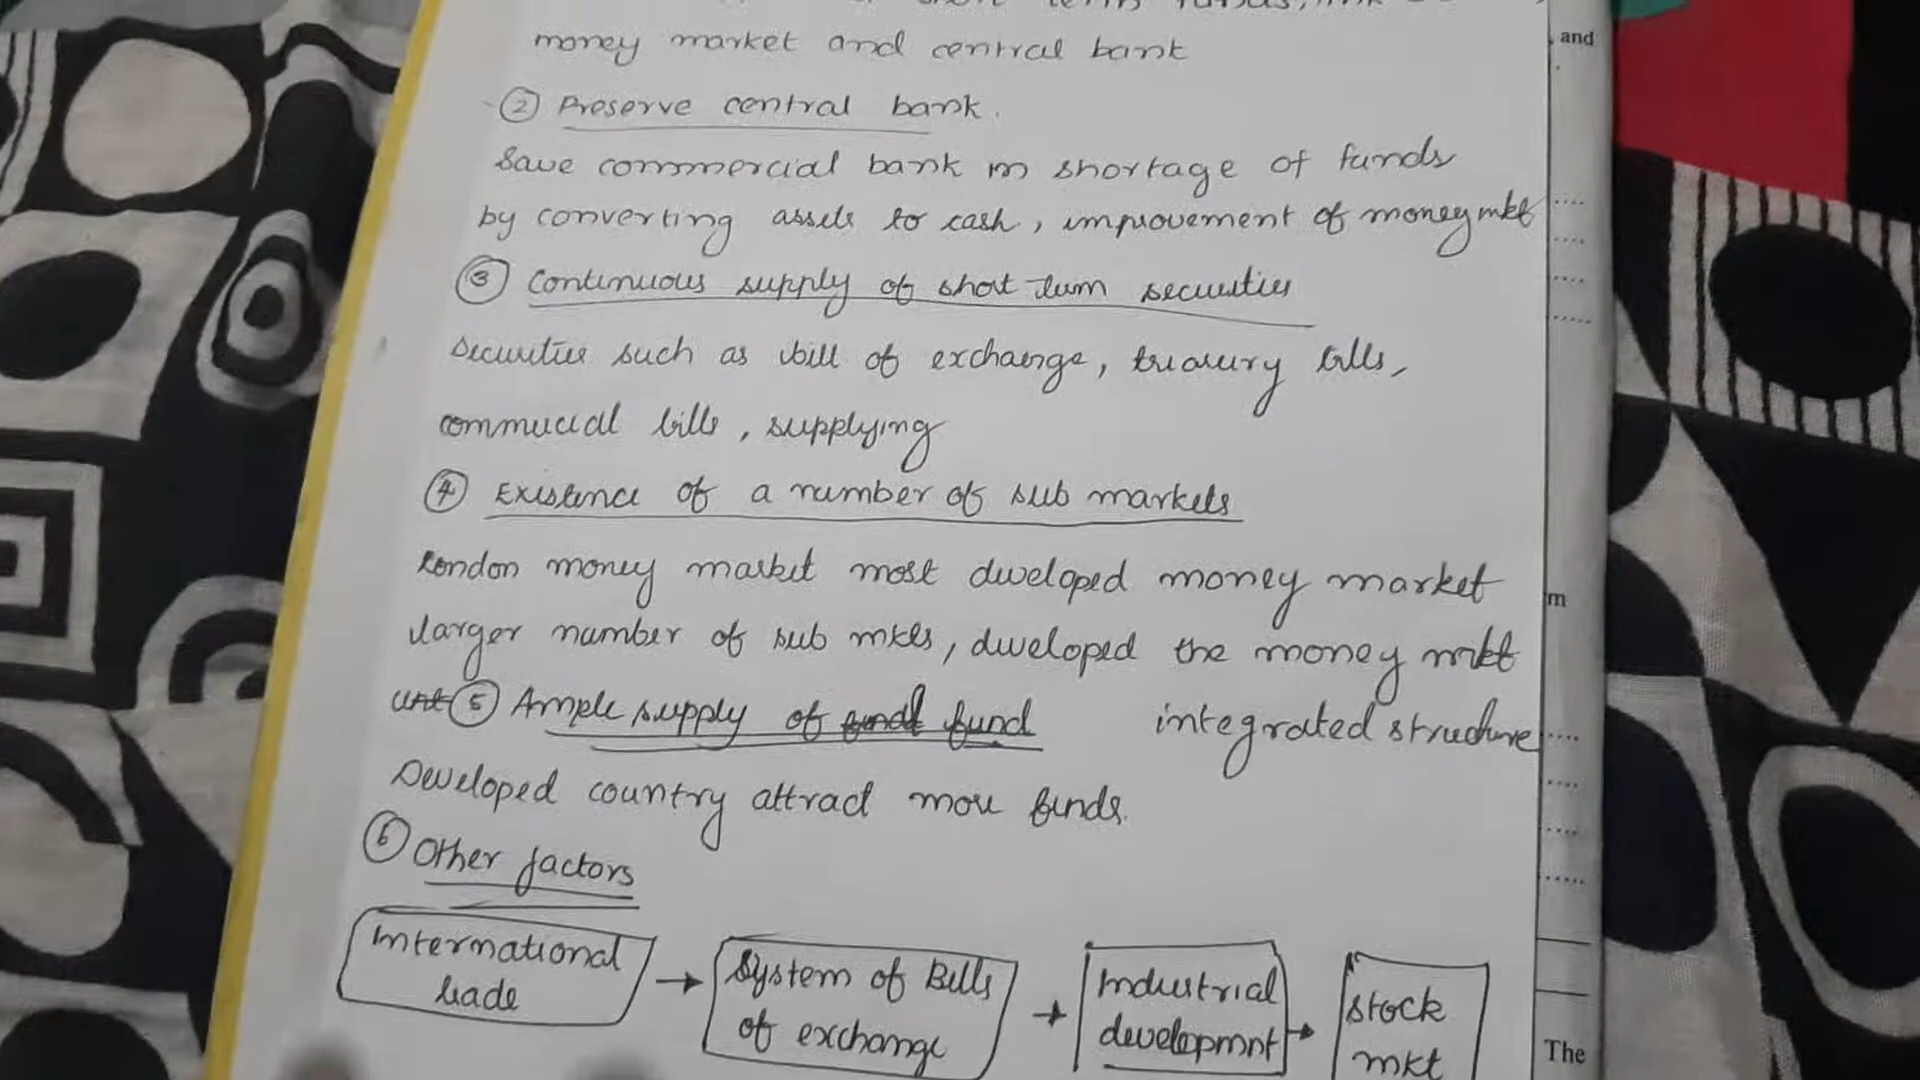 money market and central bank
② Preserve central bank.
Save commercial bank in shortage of funds
by converting assets to cash, improvement of money mkt
③ Continuous supply of short term securities
Securities such as bill of exchange, treasury bills,
commercial bills, supplying
④ Existence of a number of sub markets
London money market most developed money market
larger number of sub mkts, developed the money mkt
⑤ Ample supply of fund integrated structure
Developed country attract more funds.
⑥ Other factors
International trade → System of Bills of exchange → Industrial developmnt → stock mkt
and
m
The